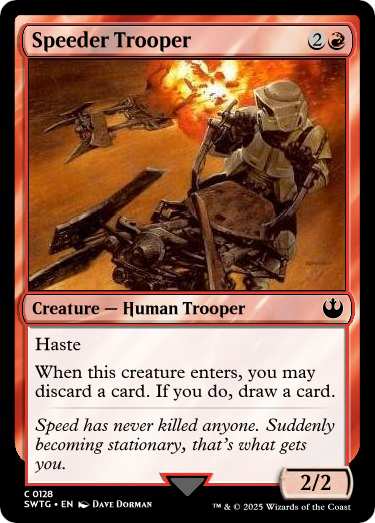 Speeder Trooper 2
Creature — Human Trooper
Haste
When this creature enters, you may
discard a card. If you do, draw a card.
Speed has never killed anyone. Suddenly
becoming stationary, that's what gets
you.
2/2
C 0128
SWTG • EN Dave Dorman
™ & © 2025 Wizards of the Coast